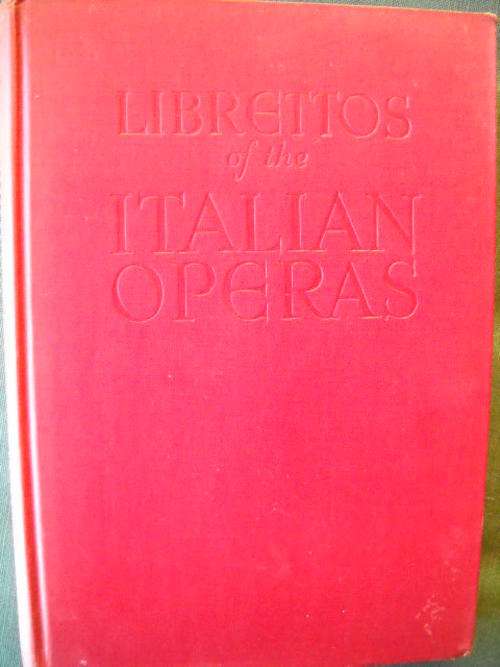 LIBRETTOS
of the
ITALIAN
OPERAS